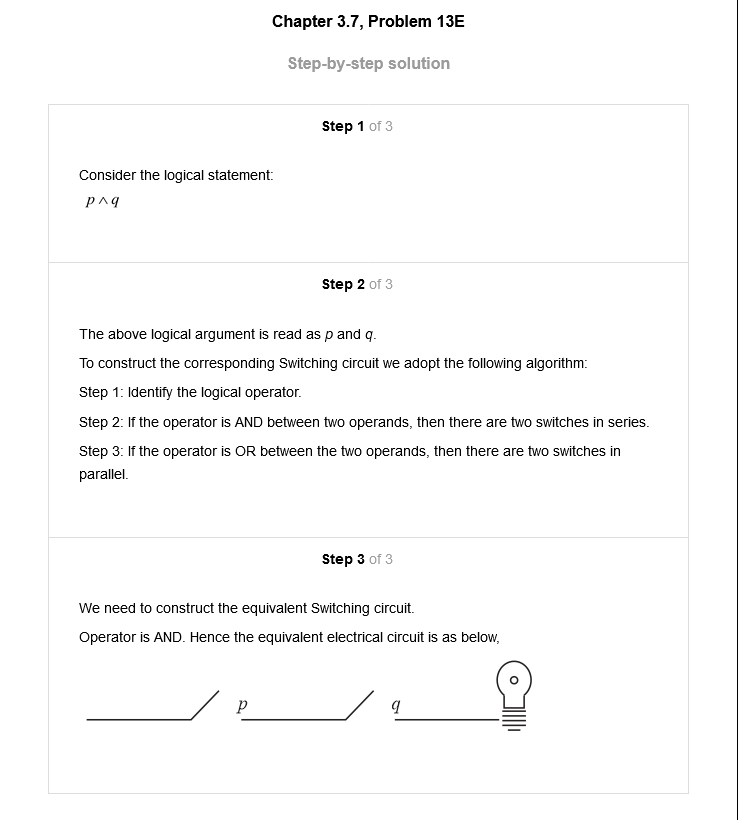 Chapter 3.7, Problem 13E
Step-by-step solution
Step 1 of 3
Consider the logical statement:
p∧q
Step 2 of 3
The above logical argument is read as p and q.
To construct the corresponding Switching circuit we adopt the following algorithm:
Step 1: Identify the logical operator.
Step 2: If the operator is AND between two operands, then there are two switches in series.
Step 3: If the operator is OR between the two operands, then there are two switches in
parallel.
Step 3 of 3
We need to construct the equivalent Switching circuit.
Operator is AND. Hence the equivalent electrical circuit is as below,
p q